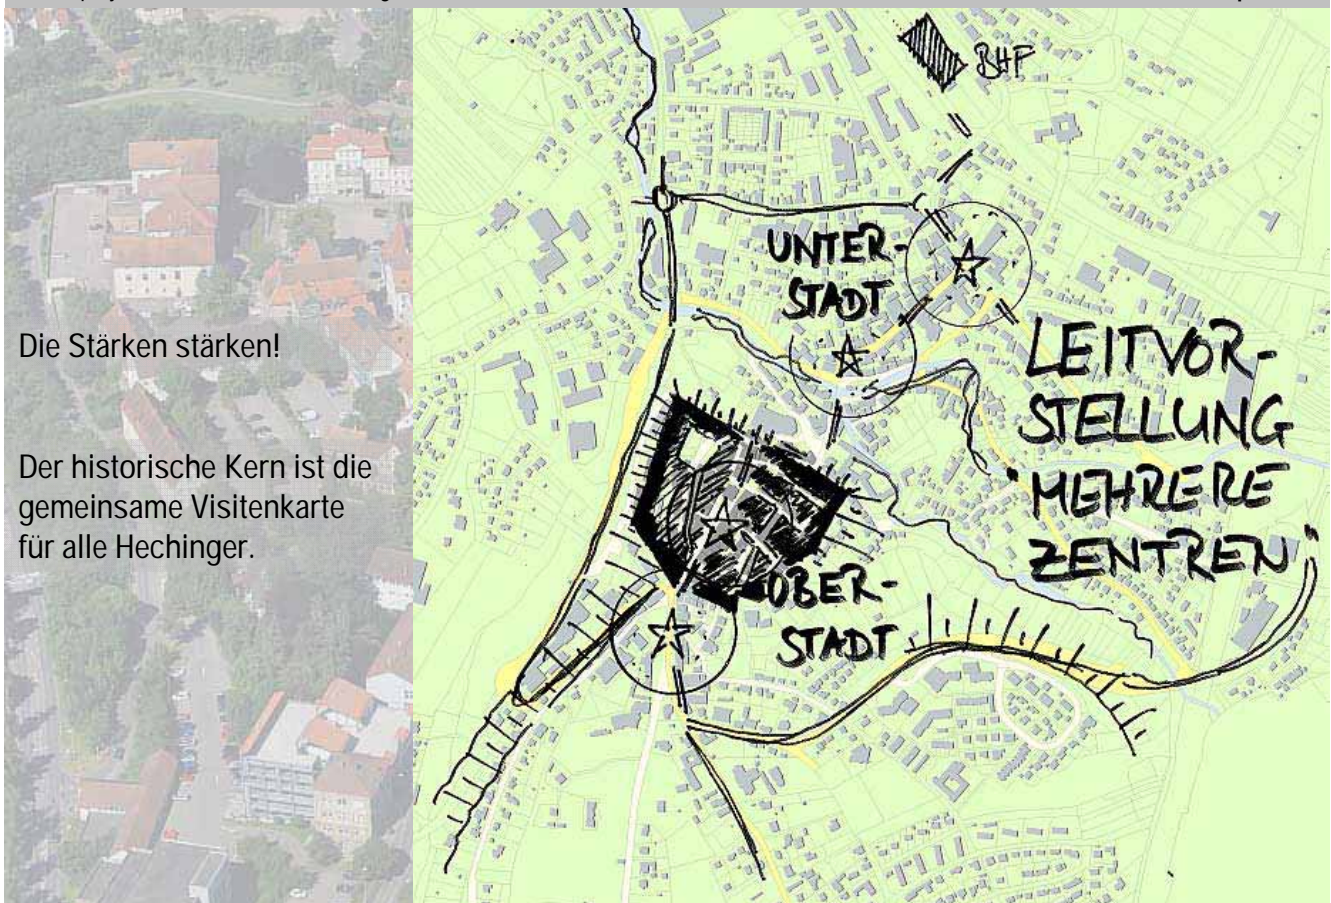 Die Stärken stärken!
Der historische Kern ist die
gemeinsame Visitenkarte
für alle Hechinger.
BHF
UNTER-
STADT
LEITVOR-
STELLUNG
"MEHRERE
ZENTREN"
OBER-
STADT